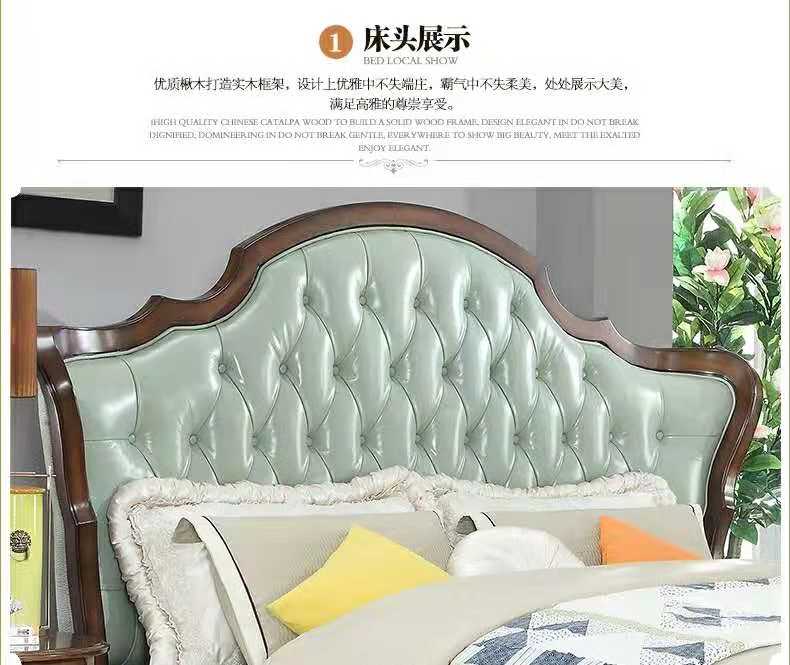 1 床头展示
BED LOCAL SHOW
优质楸木打造实木框架，设计上优雅中不失端庄，霸气中不失柔美，处处展示大美，
满足高雅的尊崇享受。
(HIGH QUALITY CHINESE CATALPA WOOD TO BUILD A SOLID WOOD FRAME, DESIGN ELEGANT IN DO NOT BREAK
DIGNIFIED, DOMINEERING IN DO NOT BREAK GENTLE, EVERYWHERE TO SHOW BIG BEAUTY, MEET THE EXALTED
ENJOY ELEGANT.